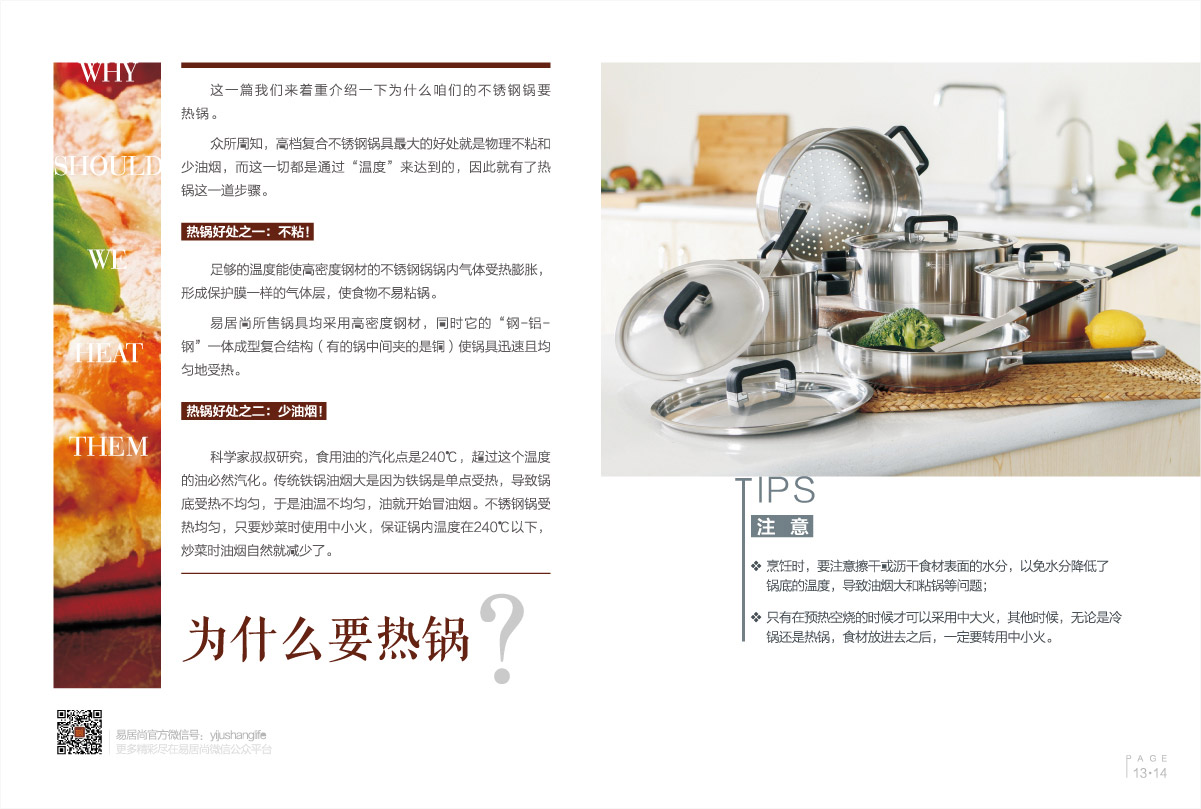 WHY
SHOULD
WE
HEAT
THEM
这一篇我们来着重介绍一下为什么咱们的不锈钢锅要
热锅。
众所周知，高档复合不锈钢锅具最大的好处就是物理不粘和
少油烟，而这一切都是通过“温度”来达到的，因此就有了热
锅这一道步骤。
热锅好处之一：不粘！
足够的温度能使高密度钢材的不锈钢锅锅内气体受热膨胀，
形成保护膜一样的气体层，使食物不易粘锅。
易居尚所售锅具均采用高密度钢材，同时它的“钢-铝-
钢”一体成型复合结构（有的锅中间夹的是铜）使锅具迅速且均
匀地受热。
热锅好处之二：少油烟！
科学家叔叔研究，食用油的汽化点是240℃，超过这个温度
的油必然汽化。传统铁锅油烟大是因为铁锅是单点受热，导致锅
底受热不均匀，于是油温不均匀，油就开始冒油烟。不锈钢锅受
热均匀，只要炒菜时使用中小火，保证锅内温度在240℃以下，
炒菜时油烟自然就减少了。
为什么要热锅？
易居尚官方微信号：yijushanglife
更多精彩尽在易居尚微信公众平台
TIPS
注 意
❖ 烹饪时，要注意擦干或沥干食材表面的水分，以免水分降低了
锅底的温度，导致油烟大和粘锅等问题；
❖ 只有在预热空烧的时候才可以采用中大火，其他时候，无论是冷
锅还是热锅，食材放进去之后，一定要转用中小火。
PAGE
13·14